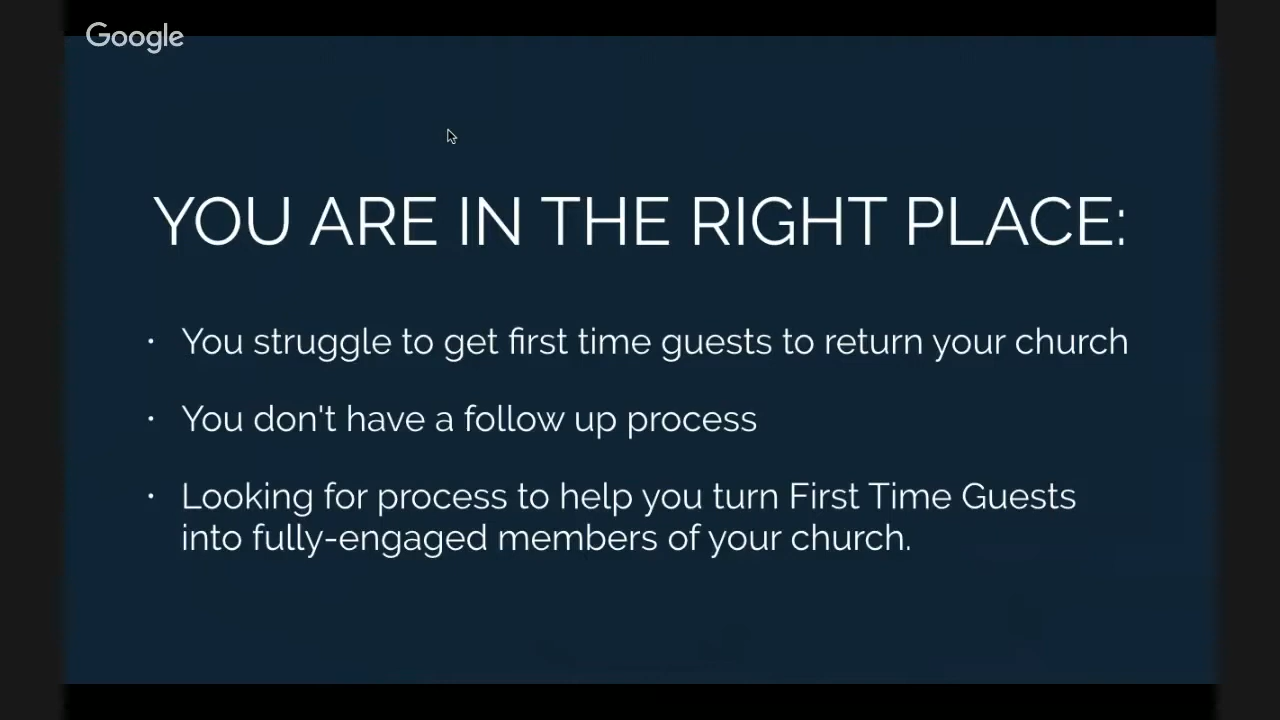 Google
YOU ARE IN THE RIGHT PLACE:
· You struggle to get first time guests to return your church
· You don't have a follow up process
· Looking for process to help you turn First Time Guests
into fully-engaged members of your church.